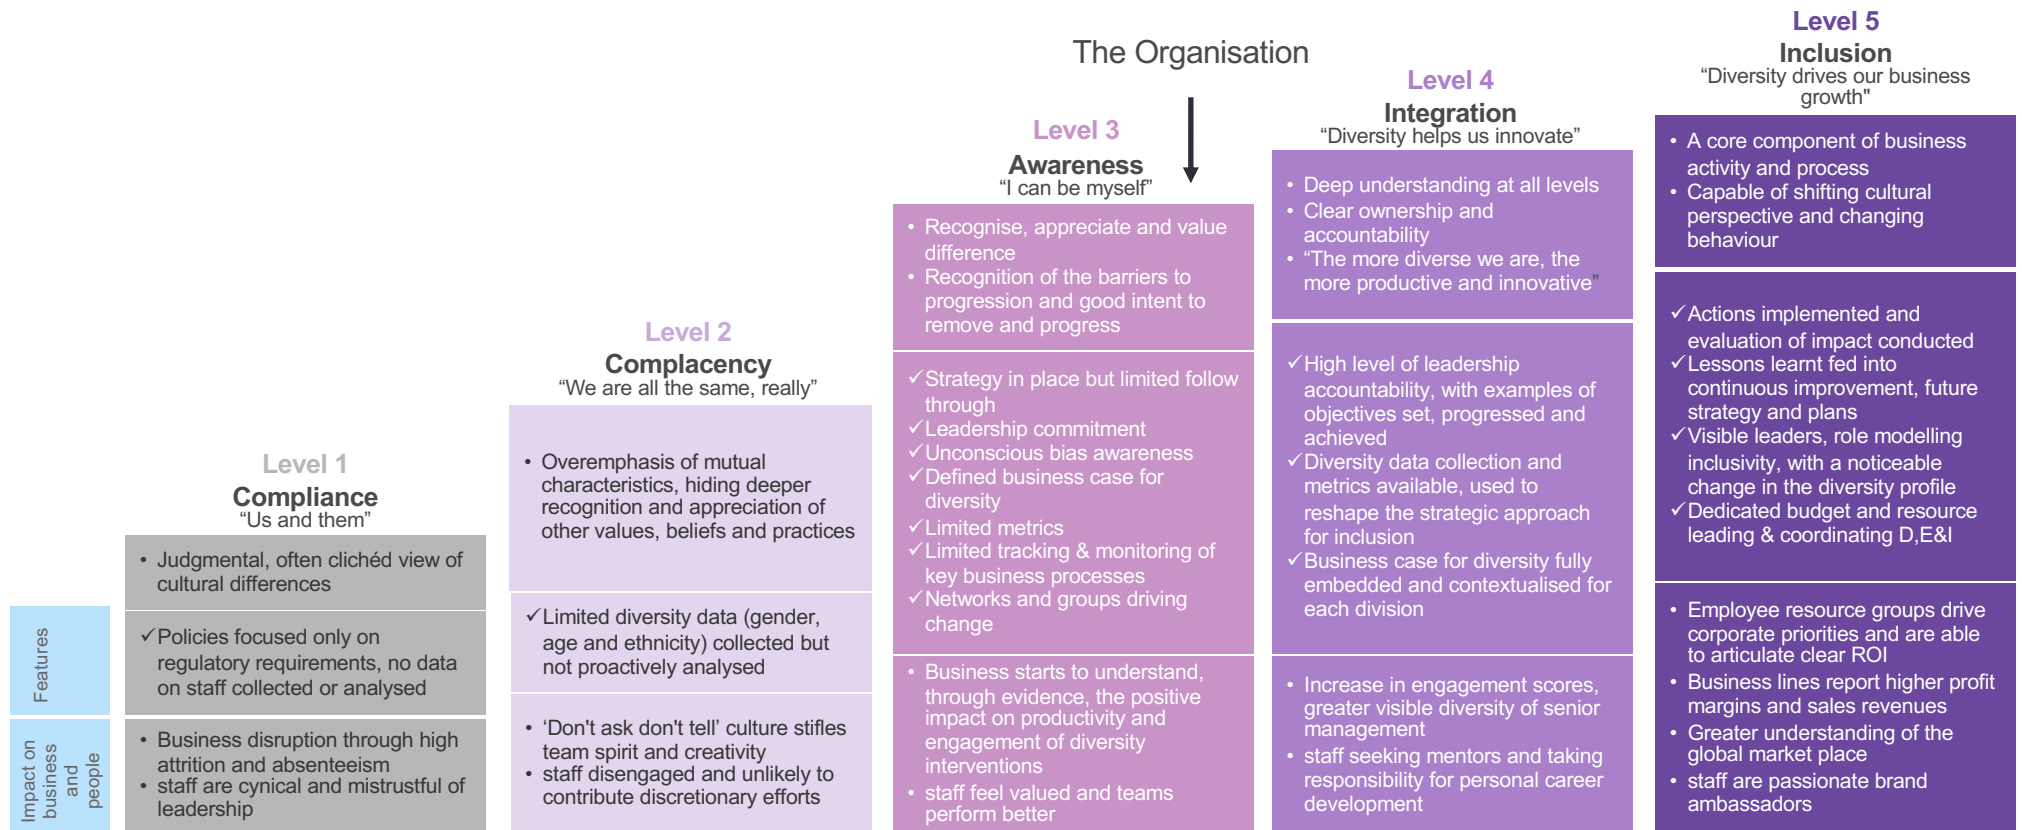 The Organisation
Features
Impact on
business
and
people
Level 1
Compliance
“Us and them”
• Judgmental, often clichéd view of
cultural differences
✓Policies focused only on
regulatory requirements, no data
on staff collected or analysed
• Business disruption through high
attrition and absenteeism
• staff are cynical and mistrustful of
leadership
Level 2
Complacency
“We are all the same, really”
• Overemphasis of mutual
characteristics, hiding deeper
recognition and appreciation of
other values, beliefs and practices
✓Limited diversity data (gender,
age and ethnicity) collected but
not proactively analysed
• ‘Don't ask don't tell’ culture stifles
team spirit and creativity
• staff disengaged and unlikely to
contribute discretionary efforts
Level 3
Awareness
“I can be myself”
• Recognise, appreciate and value
difference
• Recognition of the barriers to
progression and good intent to
remove and progress
✓Strategy in place but limited follow
through
✓Leadership commitment
✓Unconscious bias awareness
✓Defined business case for
diversity
✓Limited metrics
✓Limited tracking & monitoring of
key business processes
✓Networks and groups driving
change
• Business starts to understand,
through evidence, the positive
impact on productivity and
engagement of diversity
interventions
• staff feel valued and teams
perform better
Level 4
Integration
“Diversity helps us innovate”
• Deep understanding at all levels
• Clear ownership and
accountability
• “The more diverse we are, the
more productive and innovative”
✓High level of leadership
accountability, with examples of
objectives set, progressed and
achieved
✓Diversity data collection and
metrics available, used to
reshape the strategic approach
for inclusion
✓Business case for diversity fully
embedded and contextualised for
each division
• Increase in engagement scores,
greater visible diversity of senior
management
• staff seeking mentors and taking
responsibility for personal career
development
Level 5
Inclusion
“Diversity drives our business
growth"
• A core component of business
activity and process
• Capable of shifting cultural
perspective and changing
behaviour
✓Actions implemented and
evaluation of impact conducted
✓Lessons learnt fed into
continuous improvement, future
strategy and plans
✓Visible leaders, role modelling
inclusivity, with a noticeable
change in the diversity profile
✓Dedicated budget and resource
leading & coordinating D,E&I
• Employee resource groups drive
corporate priorities and are able
to articulate clear ROI
• Business lines report higher profit
margins and sales revenues
• Greater understanding of the
global market place
• staff are passionate brand
ambassadors